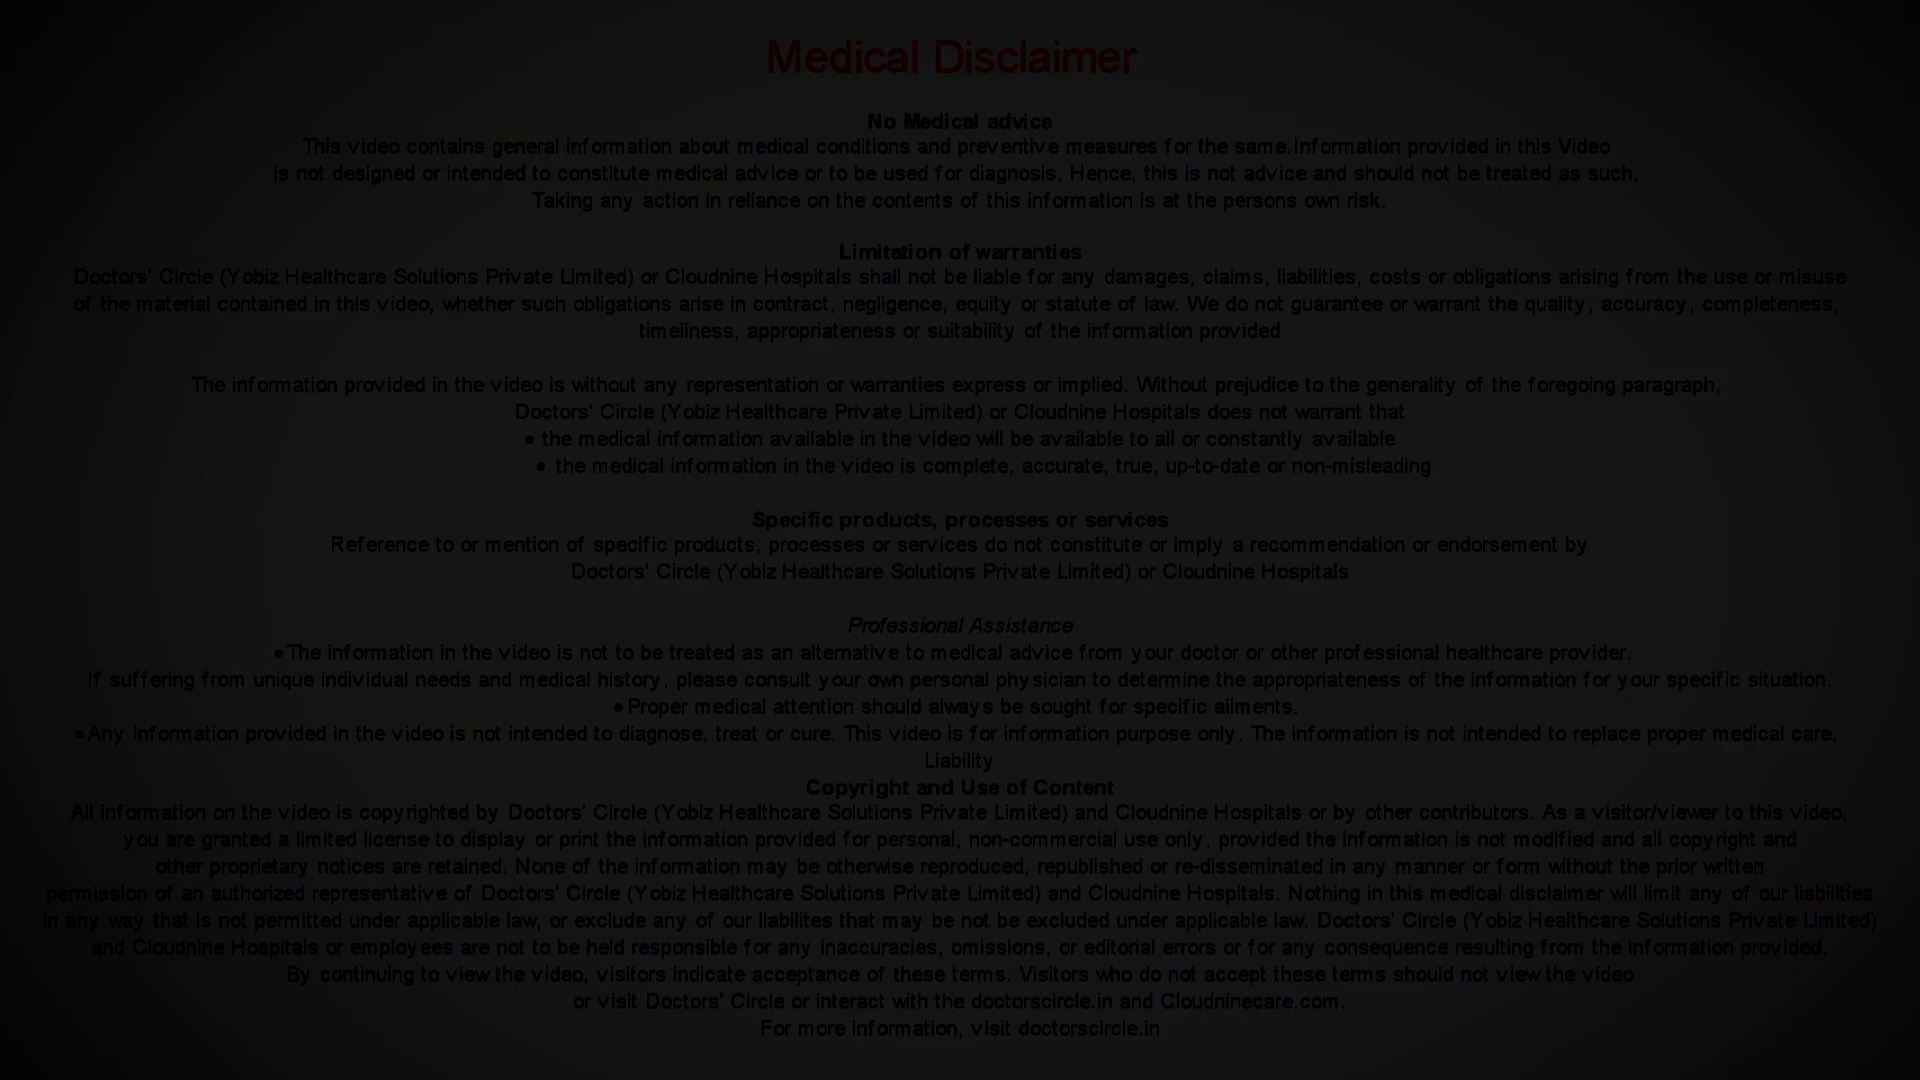 Medical Disclaimer
No Medical advice
This video contains general information about medical conditions and preventive measures for the same.Information provided in this Video
is not designed or intended to constitute medical advice or to be used for diagnosis. Hence, this is not advice and should not be treated as such.
Taking any action in reliance on the contents of this information is at the persons own risk.
Limitation of warranties
Doctors' Circle (Yobiz Healthcare Solutions Private Limited) or Cloudnine Hospitals shall not be liable for any damages, claims, liabilities, costs or obligations arising from the use or misuse
of the material contained in this video, whether such obligations arise in contract, negligence, equity or statute of law. We do not guarantee or warrant the quality, accuracy, completeness,
timeliness, appropriateness or suitability of the information provided
The information provided in the video is without any representation or warranties express or implied. Without prejudice to the generality of the foregoing paragraph,
Doctors' Circle (Yobiz Healthcare Private Limited) or Cloudnine Hospitals does not warrant that
● the medical information available in the video will be available to all or constantly available
● the medical information in the video is complete, accurate, true, up-to-date or non-misleading
Specific products, processes or services
Reference to or mention of specific products, processes or services do not constitute or imply a recommendation or endorsement by
Doctors' Circle (Yobiz Healthcare Solutions Private Limited) or Cloudnine Hospitals
Professional Assistance
●The information in the video is not to be treated as an alternative to medical advice from your doctor or other professional healthcare provider.
If suffering from unique individual needs and medical history, please consult your own personal physician to determine the appropriateness of the information for your specific situation.
●Proper medical attention should always be sought for specific ailments.
●Any information provided in the video is not intended to diagnose, treat or cure. This video is for information purpose only. The information is not intended to replace proper medical care.
Liability
Copyright and Use of Content
All information on the video is copyrighted by Doctors' Circle (Yobiz Healthcare Solutions Private Limited) and Cloudnine Hospitals or by other contributors. As a visitor/viewer to this video,
you are granted a limited license to display or print the information provided for personal, non-commercial use only, provided the information is not modified and all copyright and
other proprietary notices are retained. None of the information may be otherwise reproduced, republished or re-disseminated in any manner or form without the prior written
permission of an authorized representative of Doctors' Circle (Yobiz Healthcare Solutions Private Limited) and Cloudnine Hospitals. Nothing in this medical disclaimer will limit any of our liabilities
in any way that is not permitted under applicable law, or exclude any of our liabilites that may be not be excluded under applicable law. Doctors' Circle (Yobiz Healthcare Solutions Private Limited)
and Cloudnine Hospitals or employees are not to be held responsible for any inaccuracies, omissions, or editorial errors or for any consequence resulting from the information provided.
By continuing to view the video, visitors indicate acceptance of these terms. Visitors who do not accept these terms should not view the video
or visit Doctors' Circle or interact with the doctorscircle.in and Cloudninecare.com.
For more information, visit doctorscircle.in